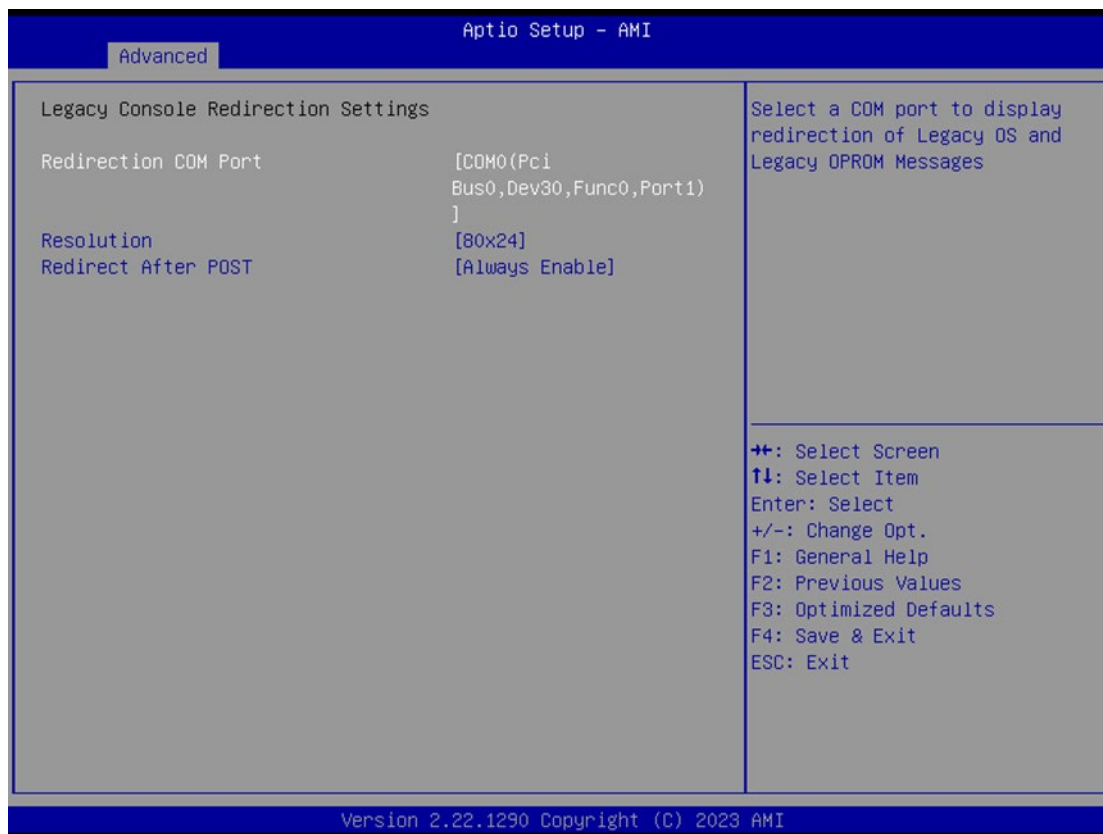 Aptio Setup - AMI
Advanced
Legacy Console Redirection Settings
Redirection COM Port [COM0(Pci
Bus0,Dev30,Func0,Port1)
]
Resolution [80x24]
Redirect After POST [Always Enable]
Select a COM port to display
redirection of Legacy OS and
Legacy OPROM Messages
→←: Select Screen
↑↓: Select Item
Enter: Select
+/-: Change Opt.
F1: General Help
F2: Previous Values
F3: Optimized Defaults
F4: Save & Exit
ESC: Exit
Version 2.22.1290 Copyright (C) 2023 AMI